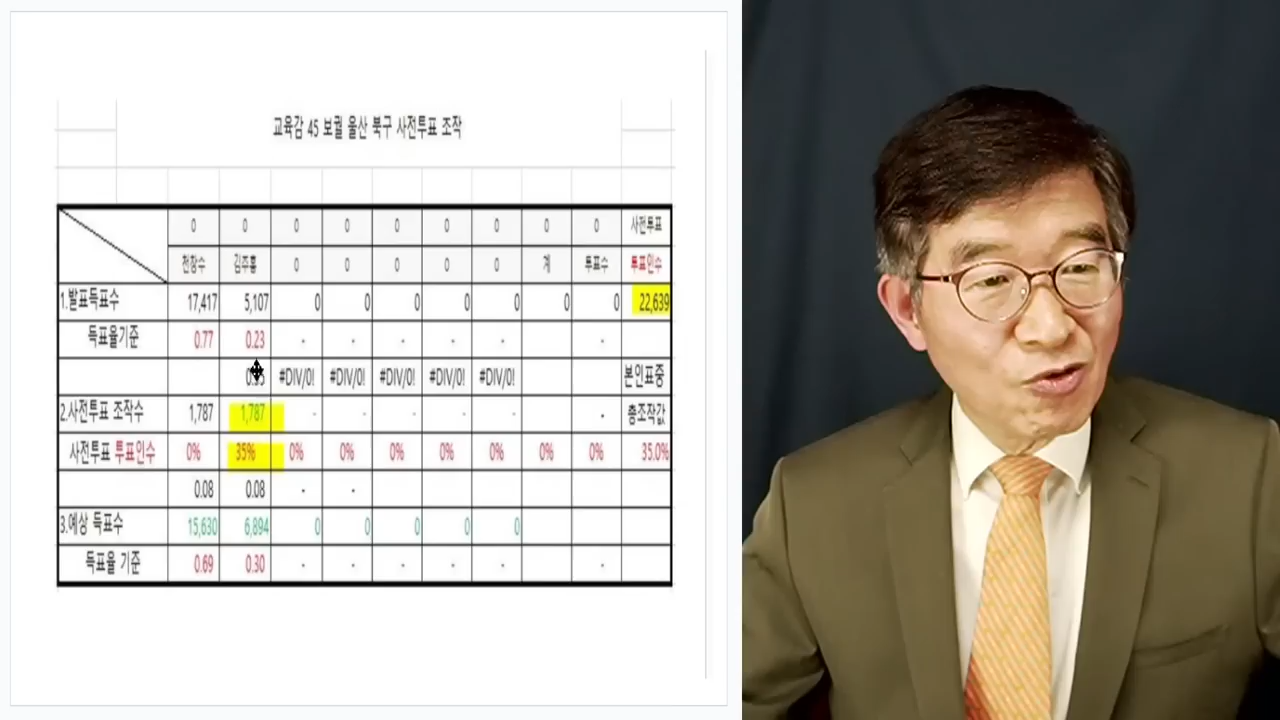 교육감 45 보궐 울산 북구 사전투표 조작
0 0 0 0 0 0 0 0 0 사전투표
천창수 김주홍 0 0 0 0 0 계 투표수 투표인수
1.발표득표수 17,417 5,107 0 0 0 0 0 0 0 22,639
득표율기준 0.77 0.23 - - - - - -
#DIV/0! #DIV/0! #DIV/0! #DIV/0! #DIV/0! 본인표중
2.사전투표 조작수 1,787 1,787 - - - - - - 총조작값
사전투표 투표인수 0% 35% 0% 0% 0% 0% 0% 0% 0% 35.0%
0.08 0.08 - -
3.예상 득표수 15,630 6,894 0 0 0 0 0
득표율 기준 0.69 0.30 - - - - - -